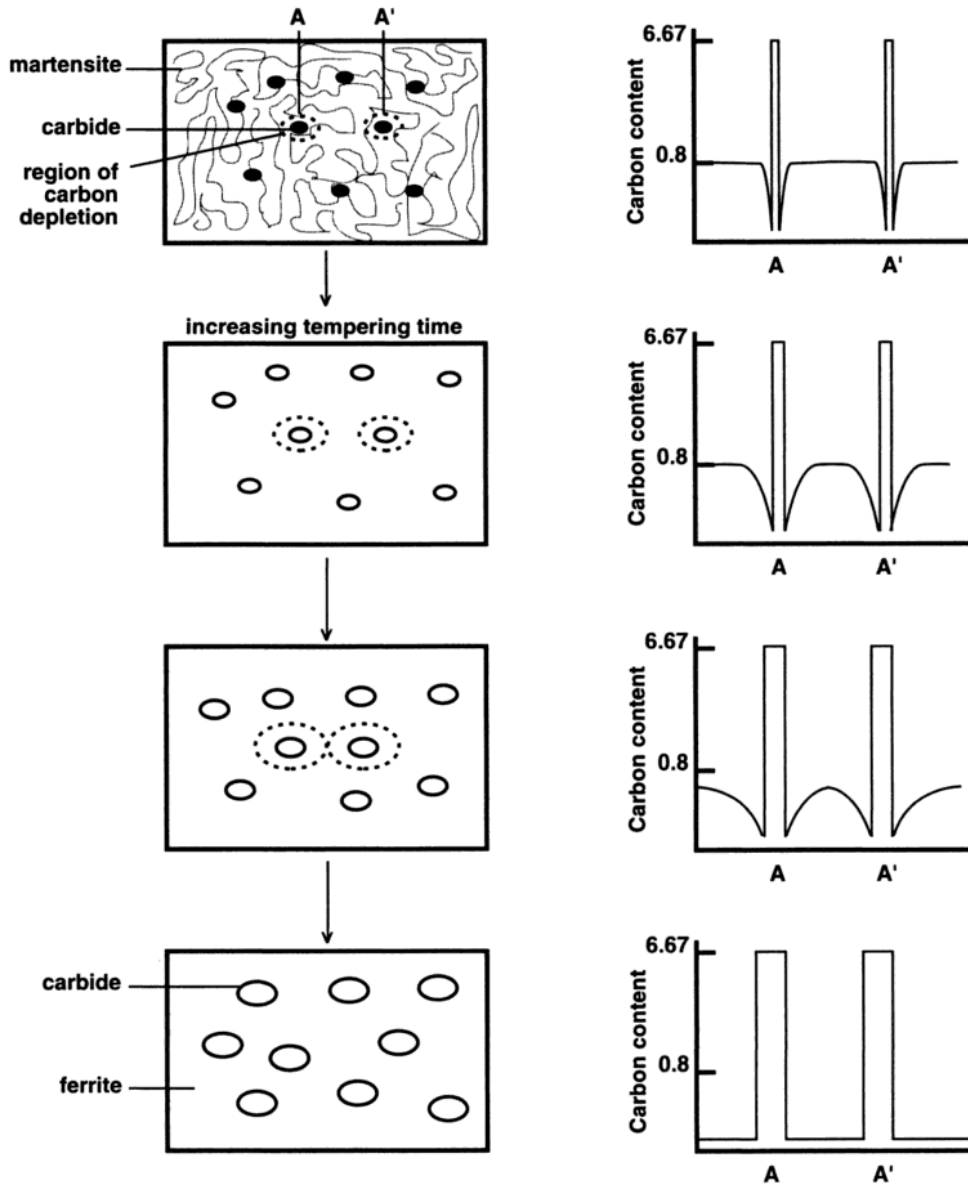 A A'
martensite
carbide
region of
carbon
depletion
6.67
0.8
Carbon content
A A'
increasing tempering time
6.67
0.8
Carbon content
A A'
6.67
0.8
Carbon content
A A'
carbide
ferrite
6.67
0.8
Carbon content
A A'